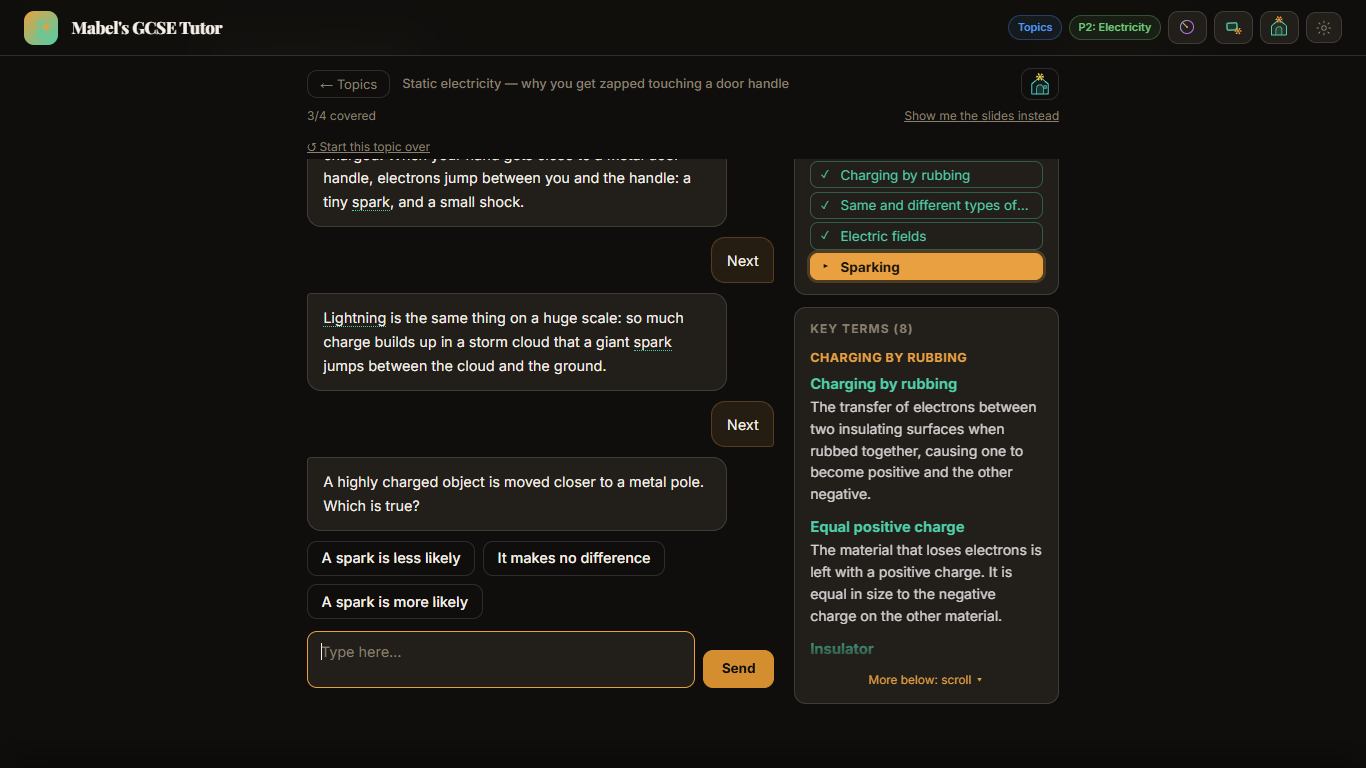 Mabel's GCSE Tutor
Topics
P2: Electricity
← Topics
Static electricity — why you get zapped touching a door handle
3/4 covered
Show me the slides instead
↺ Start this topic over
handle, electrons jump between you and the handle: a
tiny spark, and a small shock.
Next
Lightning is the same thing on a huge scale: so much
charge builds up in a storm cloud that a giant spark
jumps between the cloud and the ground.
Next
A highly charged object is moved closer to a metal pole.
Which is true?
A spark is less likely
It makes no difference
A spark is more likely
Type here...
Send
✓ Charging by rubbing
✓ Same and different types of...
✓ Electric fields
▸ Sparking
KEY TERMS (8)
CHARGING BY RUBBING
Charging by rubbing
The transfer of electrons between
two insulating surfaces when
rubbed together, causing one to
become positive and the other
negative.
Equal positive charge
The material that loses electrons is
left with a positive charge. It is
equal in size to the negative
charge on the other material.
Insulator
More below: scroll ▾